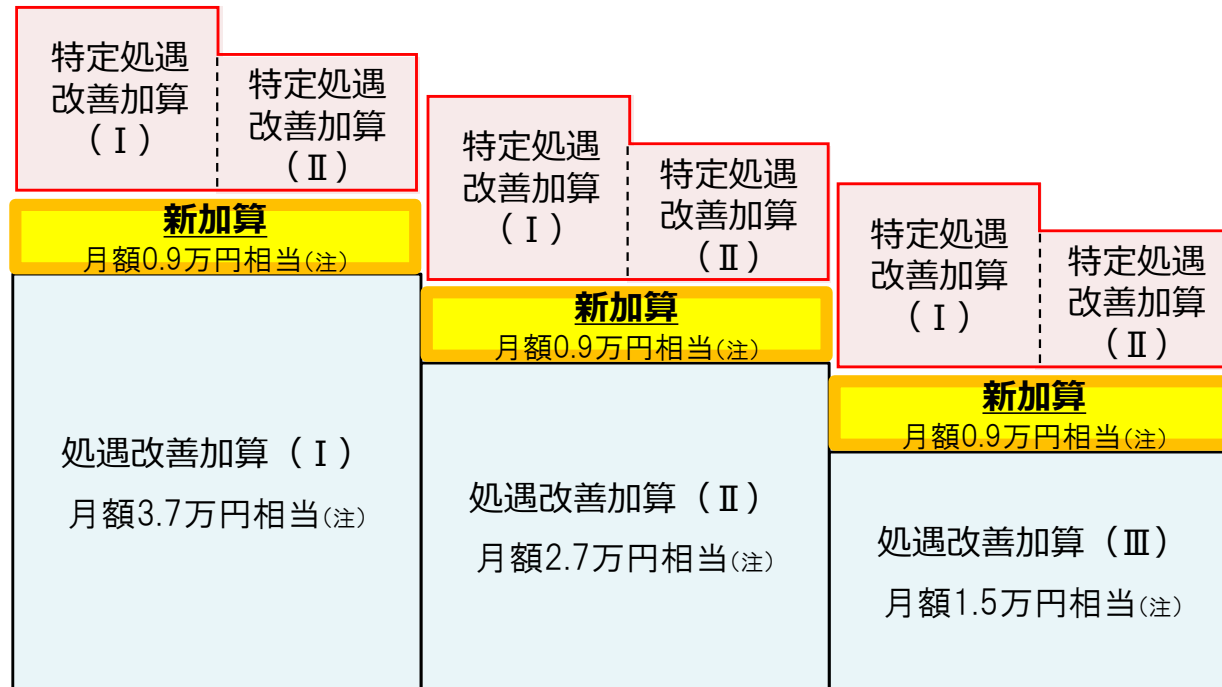 特定処遇
改善加算
（Ⅰ）
特定処遇
改善加算
（Ⅱ）
新加算
月額0.9万円相当(注)
処遇改善加算（Ⅰ）
月額3.7万円相当(注)
特定処遇
改善加算
（Ⅰ）
特定処遇
改善加算
（Ⅱ）
新加算
月額0.9万円相当(注)
処遇改善加算（Ⅱ）
月額2.7万円相当(注)
特定処遇
改善加算
（Ⅰ）
特定処遇
改善加算
（Ⅱ）
新加算
月額0.9万円相当(注)
処遇改善加算（Ⅲ）
月額1.5万円相当(注)